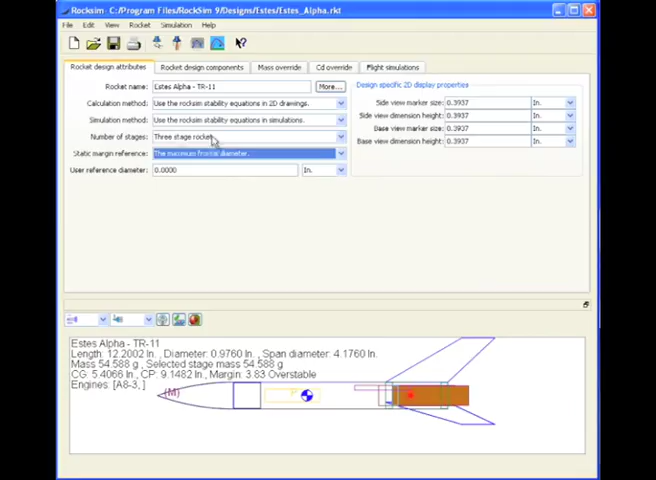 Rocksim- C:/Program Files/RockSim 9/Designs/Estes/Estes_Alpha.rkt
File Edit View Rocket Simulation Help
Rocket design attributes Rocket design components Mass override Cd override Flight simulations
Rocket name: Estes Alpha - TR-11 More...
Calculation method: Use the rocksim stability equations in 2D drawings.
Simulation method: Use the rocksim stability equations in simulations.
Number of stages: Three stage rocket.
Static margin reference: The maximum frontal diameter.
User reference diameter: 0.0000 In.
Design specific 2D display properties
Side view marker size: 0.3937 In.
Side view dimension height: 0.3937 In.
Base view marker size: 0.3937 In.
Base view dimension height: 0.3937 In.
Estes Alpha - TR-11
Length: 12.2002 In. , Diameter: 0.9760 In. , Span diameter: 4.1760 In.
Mass 54.588 g , Selected stage mass 54.588 g
CG: 5.4066 In., CP: 9.1482 In., Margin: 3.83 Overstable
Engines: [A8-3, ]
(M)
P